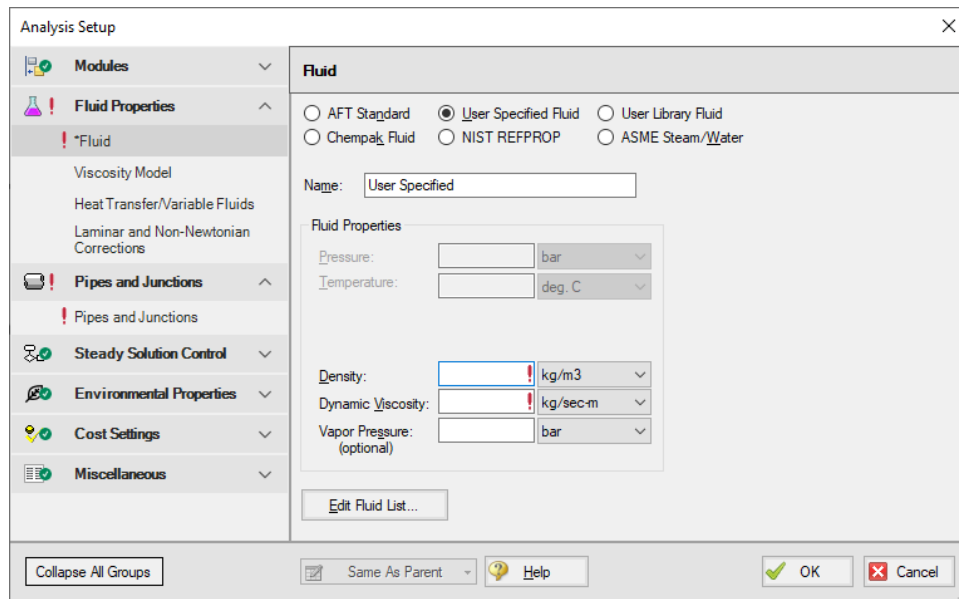 Analysis Setup
Modules
Fluid Properties
*Fluid
Viscosity Model
Heat Transfer/Variable Fluids
Laminar and Non-Newtonian
Corrections
Pipes and Junctions
Pipes and Junctions
Steady Solution Control
Environmental Properties
Cost Settings
Miscellaneous
Fluid
AFT Standard User Specified Fluid User Library Fluid
Chempak Fluid NIST REFPROP ASME Steam/Water
Name: User Specified
Fluid Properties
Pressure: bar
Temperature: deg. C
Density: kg/m3
Dynamic Viscosity: kg/sec-m
Vapor Pressure: bar
(optional)
Edit Fluid List...
Collapse All Groups Same As Parent Help OK Cancel